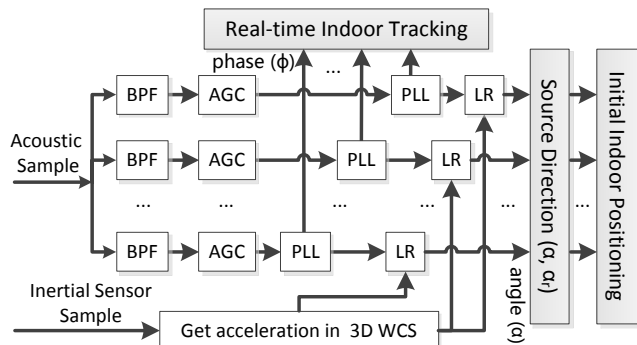 Real-time Indoor Tracking
phase (ϕ)
...
BPF
AGC
PLL
LR
Acoustic
Sample
BPF
AGC
PLL
LR
...
...
...
...
...
BPF
AGC
PLL
LR
Inertial Sensor
Sample
Get acceleration in 3D WCS
angle (α)
Source Direction (α, αr)
Initial Indoor Positioning